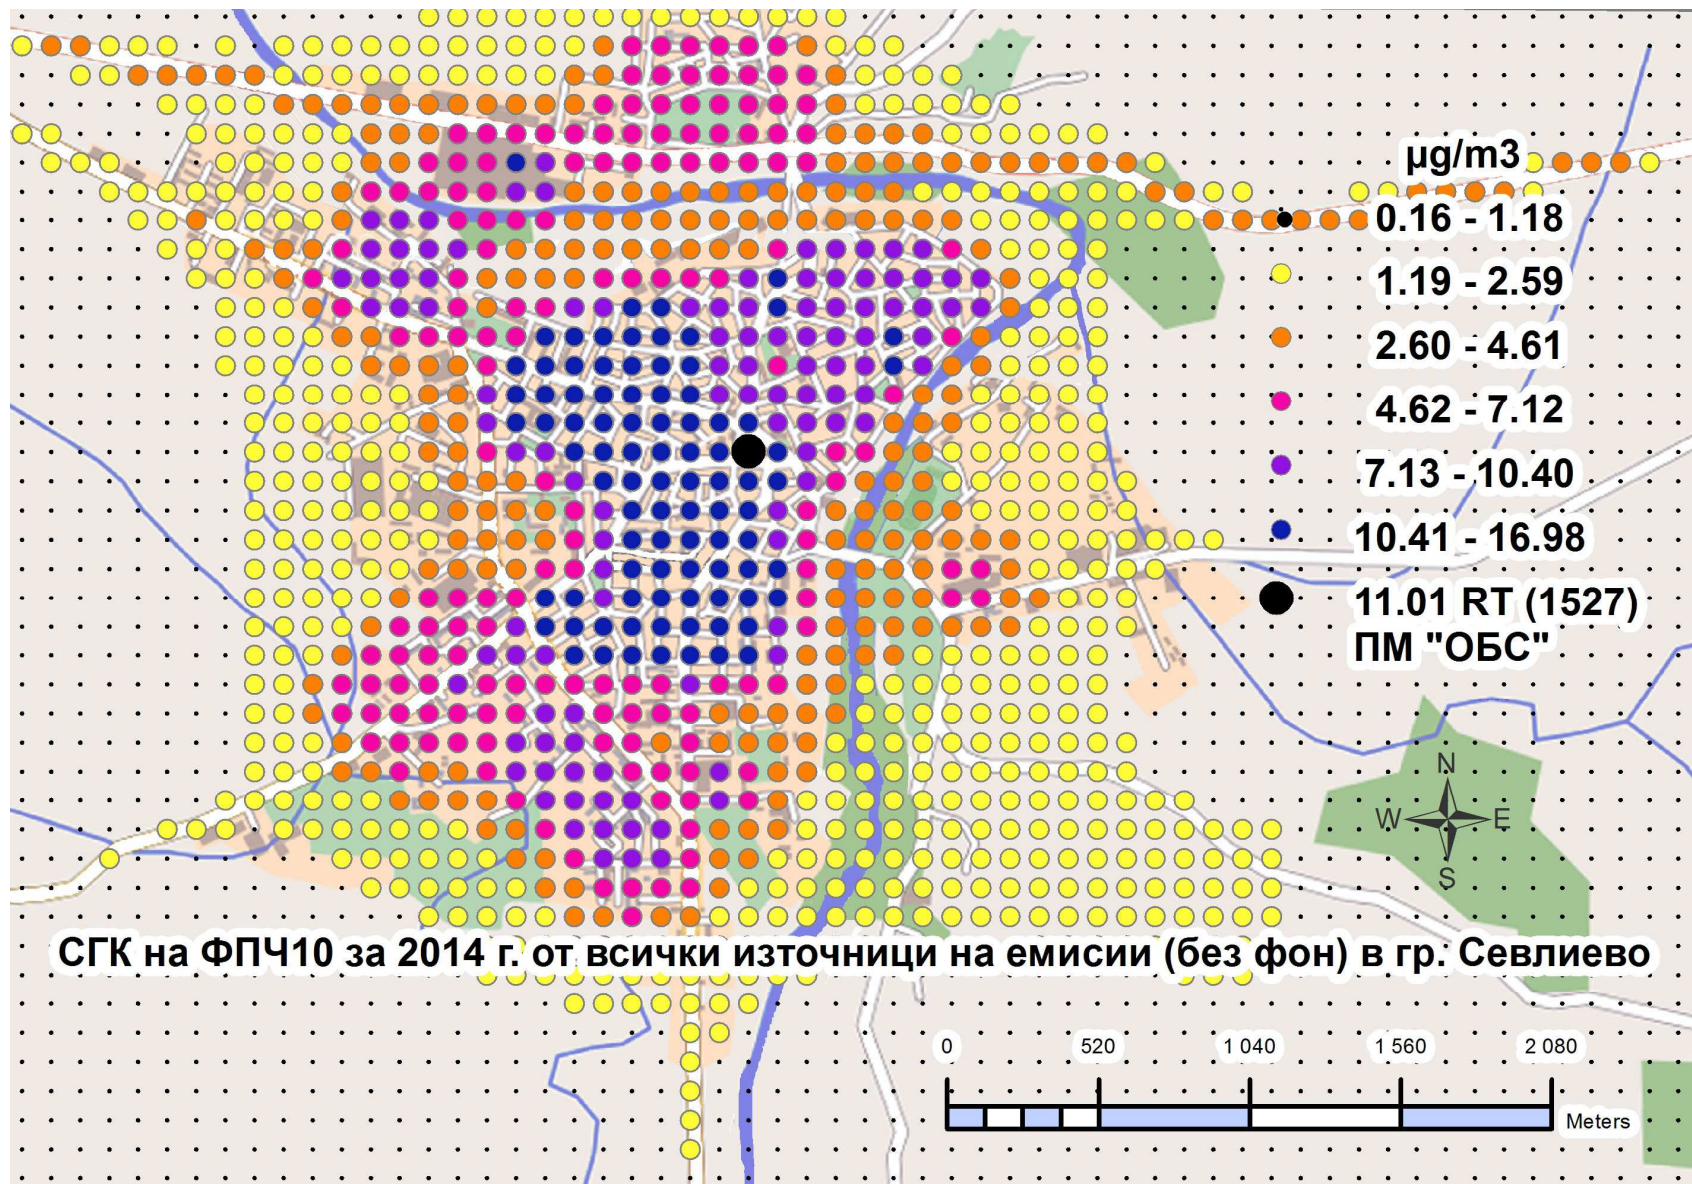 µg/m3
0.16 - 1.18
1.19 - 2.59
2.60 - 4.61
4.62 - 7.12
7.13 - 10.40
10.41 - 16.98
11.01 RT (1527)
ПМ "ОБС"
N
W E
S
СГК на ФПЧ10 за 2014 г. от всички източници на емисии (без фон) в гр. Севлиево
0 520 1 040 1 560 2 080
Meters